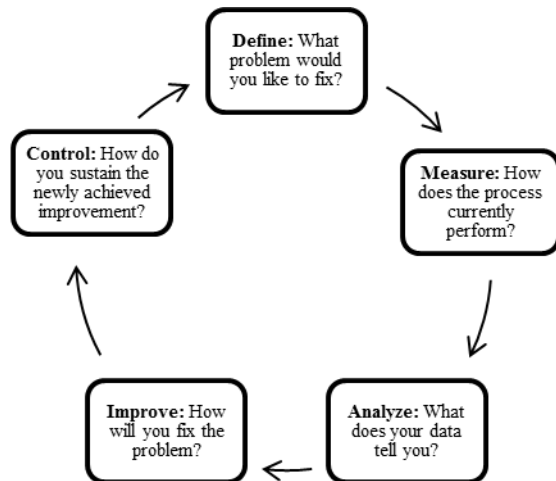 Define: What
problem would
you like to fix?
Measure: How
does the process
currently
perform?
Analyze: What
does your data
tell you?
Improve: How
will you fix the
problem?
Control: How do
you sustain the
newly achieved
improvement?